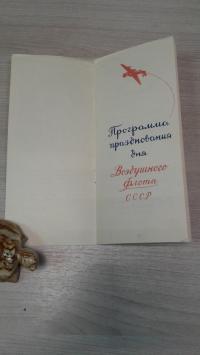 Программа
празднования
дня
Воздушного
флота
СССР